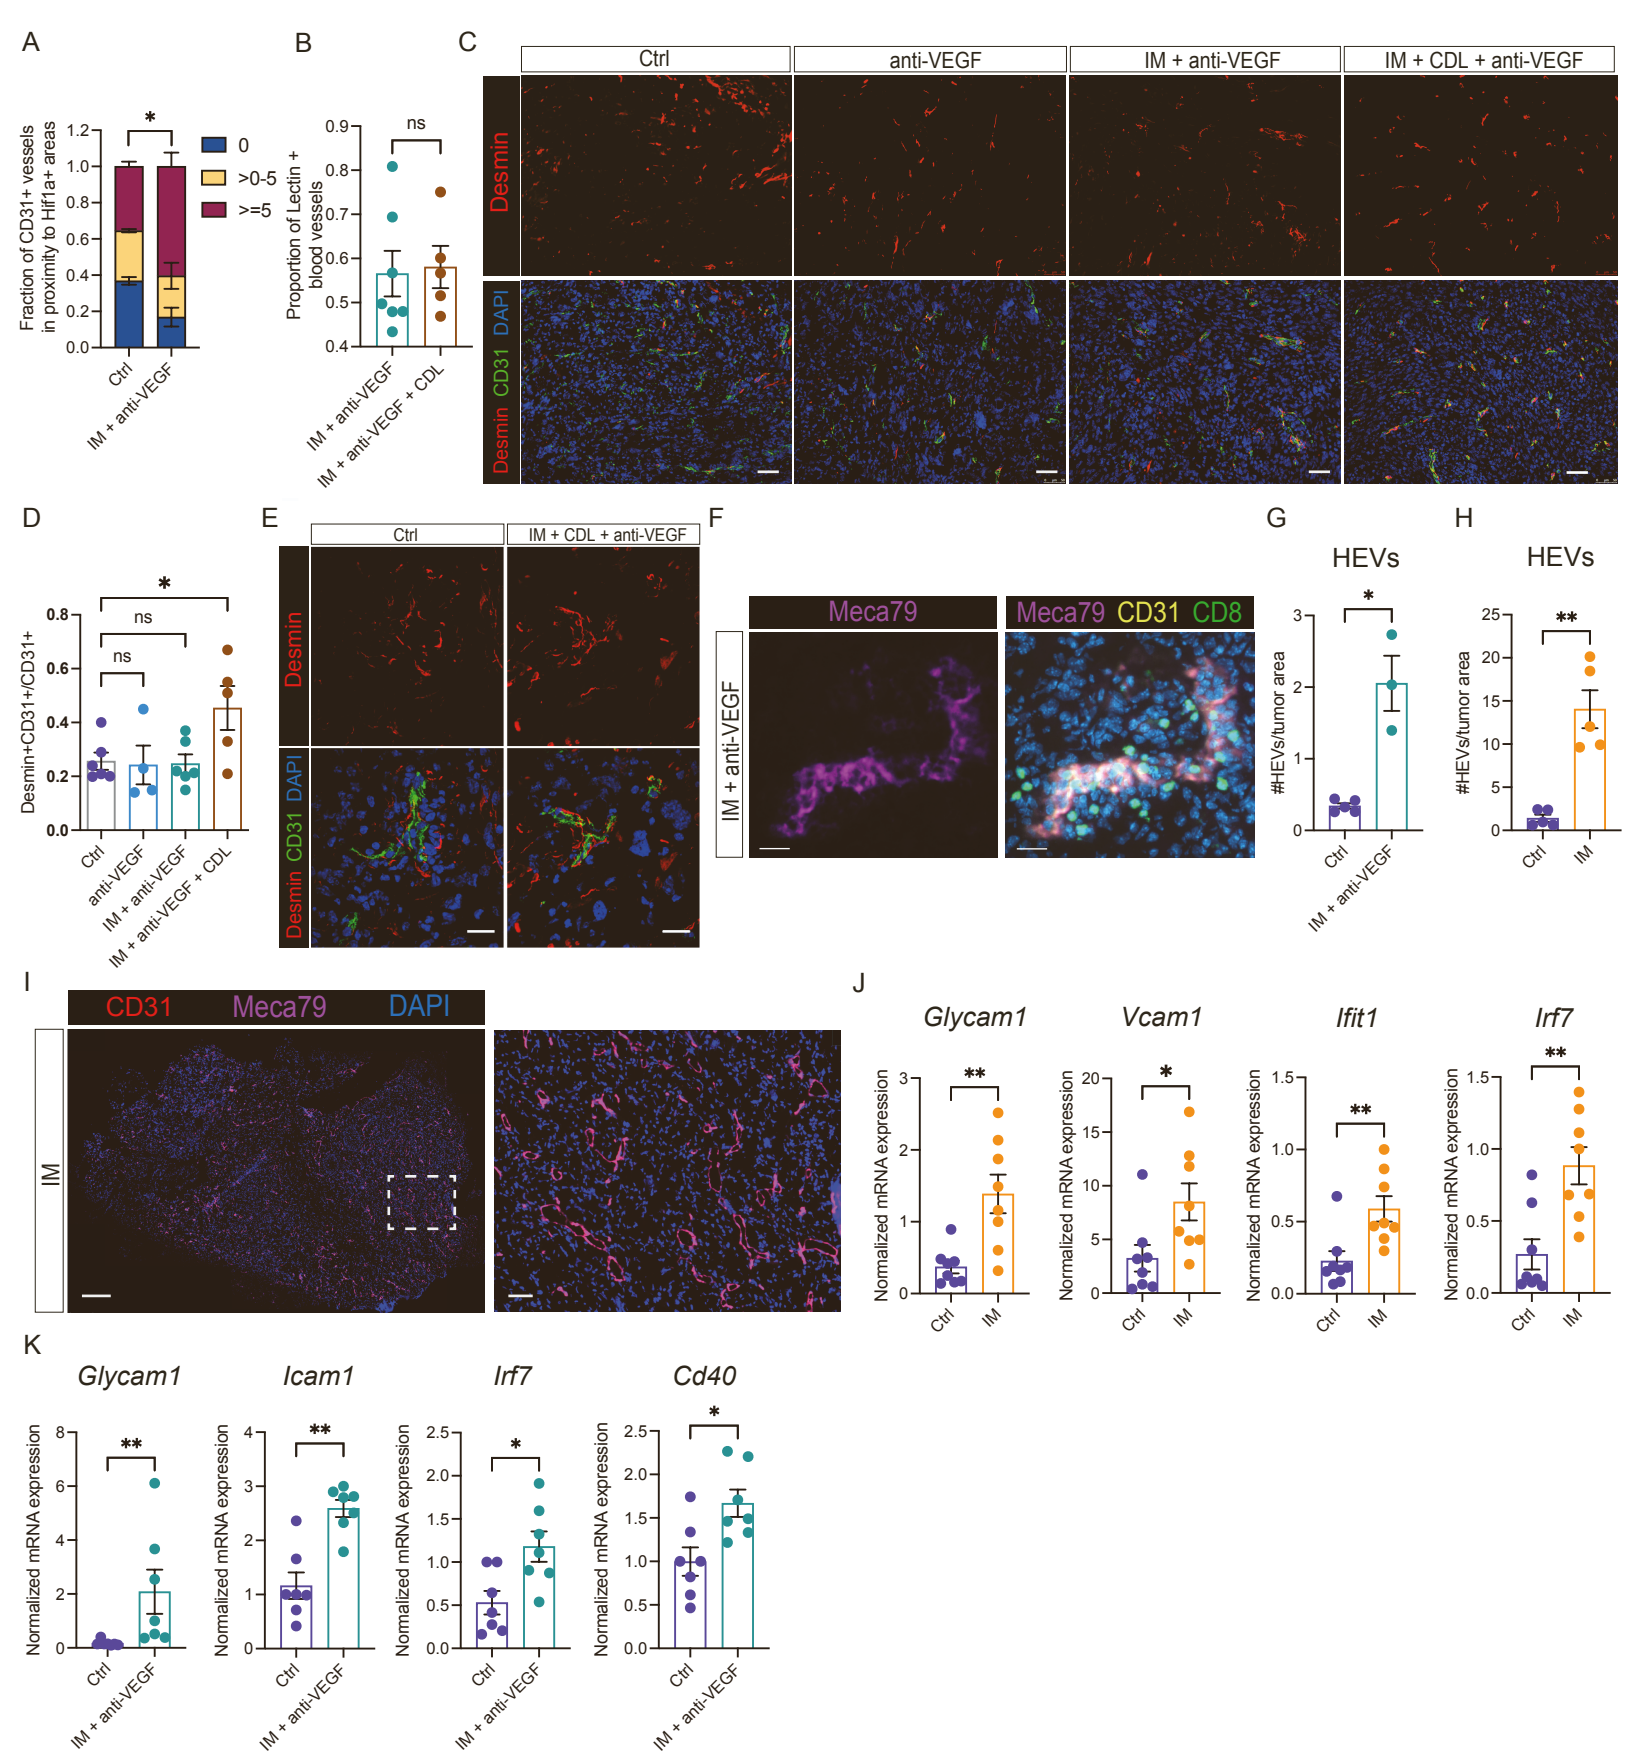 A
Fraction of CD31+ vessels
in proximity to Hif1a+ areas
1.2
1.0
0.8
0.6
0.4
0.2
0.0
*
0
>0-5
>=5
Ctrl
IM + anti-VEGF
B
Proportion of Lectin +
blood vessels
0.9
0.8
0.7
0.6
0.5
0.4
ns
IM + anti-VEGF
IM + anti-VEGF + CDL
C
Ctrl
anti-VEGF
IM + anti-VEGF
IM + CDL + anti-VEGF
Desmin
Desmin CD31 DAPI
D
Desmin+CD31+/CD31+
0.8
0.6
0.4
0.2
0.0
*
ns
ns
Ctrl
anti-VEGF
IM + anti-VEGF
IM + anti-VEGF + CDL
E
Ctrl
IM + CDL + anti-VEGF
Desmin
Desmin CD31 DAPI
F
Meca79
Meca79 CD31 CD8
IM + anti-VEGF
G
HEVs
#HEVs/tumor area
3
2
1
0
*
Ctrl
IM + anti-VEGF
H
HEVs
#HEVs/tumor area
25
20
15
10
5
0
**
Ctrl
IM
I
CD31 Meca79 DAPI
IM
J
Glycam1
Normalized mRNA expression
3
2
1
0
**
Ctrl
IM
Vcam1
Normalized mRNA expression
20
15
10
5
0
*
Ctrl
IM
Ifit1
Normalized mRNA expression
1.5
1.0
0.5
0.0
**
Ctrl
IM
Irf7
Normalized mRNA expression
1.5
1.0
0.5
0.0
**
Ctrl
IM
K
Glycam1
Normalized mRNA expression
8
6
4
2
0
**
Ctrl
IM + anti-VEGF
Icam1
Normalized mRNA expression
4
3
2
1
0
**
Ctrl
IM + anti-VEGF
Irf7
Normalized mRNA expression
2.5
2.0
1.5
1.0
0.5
0.0
*
Ctrl
IM + anti-VEGF
Cd40
Normalized mRNA expression
2.5
2.0
1.5
1.0
0.5
0.0
*
Ctrl
IM + anti-VEGF